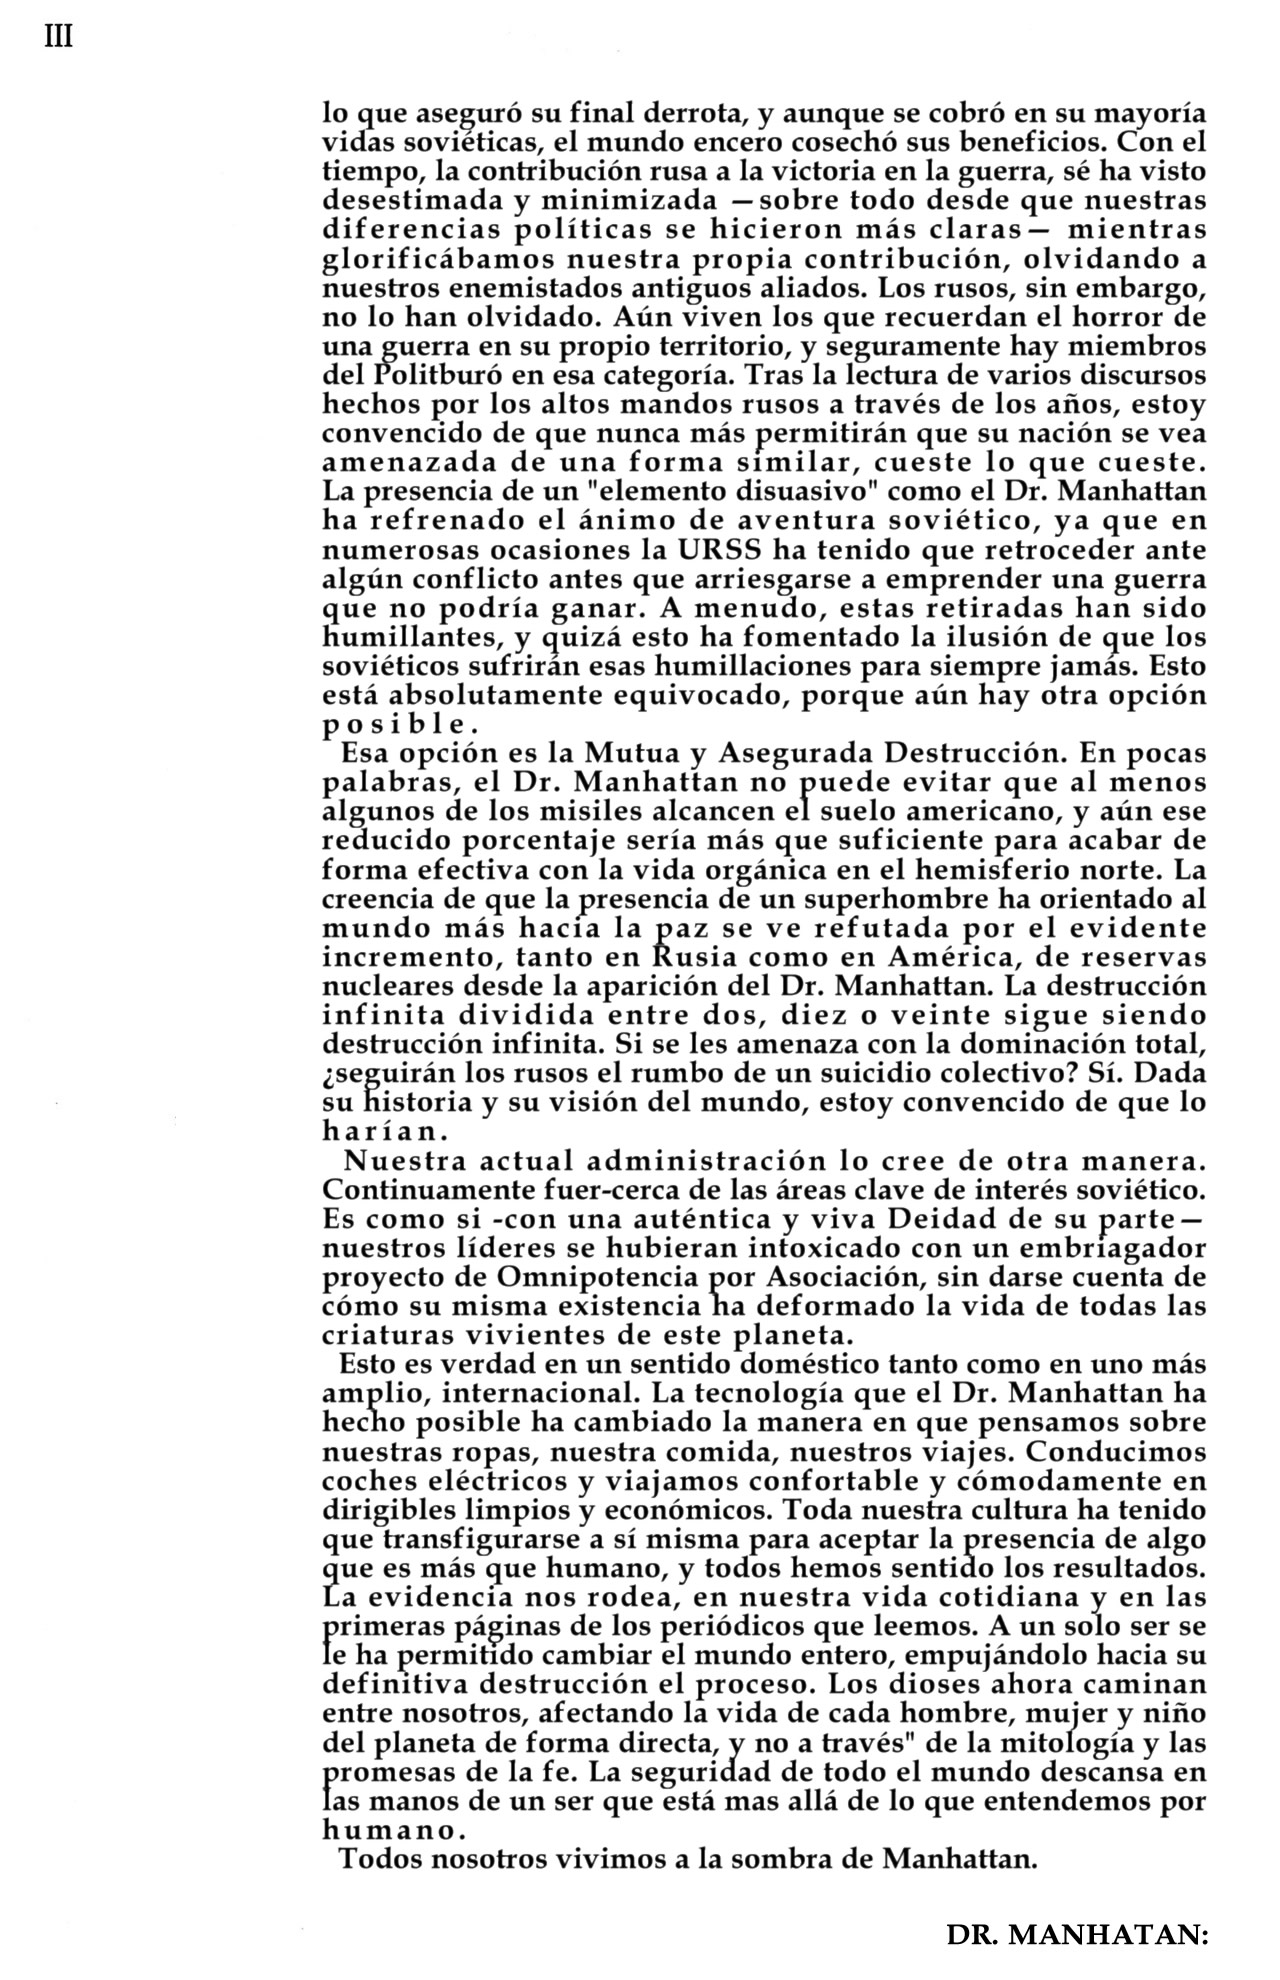 III
lo que aseguró su final derrota, y aunque se cobró en su mayoría
vidas soviéticas, el mundo encero cosechó sus beneficios. Con el
tiempo, la contribución rusa a la victoria en la guerra, sé ha visto
desestimada y minimizada —sobre todo desde que nuestras
diferencias políticas se hicieron más claras— mientras
glorificábamos nuestra propia contribución, olvidando a
nuestros enemistados antiguos aliados. Los rusos, sin embargo,
no lo han olvidado. Aún viven los que recuerdan el horror de
una guerra en su propio territorio, y seguramente hay miembros
del Politburó en esa categoría. Tras la lectura de varios discursos
hechos por los altos mandos rusos a través de los años, estoy
convencido de que nunca más permitirán que su nación se vea
amenazada de una forma similar, cueste lo que cueste.
La presencia de un "elemento disuasivo" como el Dr. Manhattan
ha refrenado el ánimo de aventura soviético, ya que en
numerosas ocasiones la URSS ha tenido que retroceder ante
algún conflicto antes que arriesgarse a emprender una guerra
que no podría ganar. A menudo, estas retiradas han sido
humillantes, y quizá esto ha fomentado la ilusión de que los
soviéticos sufrirán esas humillaciones para siempre jamás. Esto
está absolutamente equivocado, porque aún hay otra opción
posible.
Esa opción es la Mutua y Asegurada Destrucción. En pocas
palabras, el Dr. Manhattan no puede evitar que al menos
algunos de los misiles alcancen el suelo americano, y aún ese
reducido porcentaje sería más que suficiente para acabar de
forma efectiva con la vida orgánica en el hemisferio norte. La
creencia de que la presencia de un superhombre ha orientado al
mundo más hacia la paz se ve refutada por el evidente
incremento, tanto en Rusia como en América, de reservas
nucleares desde la aparición del Dr. Manhattan. La destrucción
infinita dividida entre dos, diez o veinte sigue siendo
destrucción infinita. Si se les amenaza con la dominación total,
¿seguirán los rusos el rumbo de un suicidio colectivo? Sí. Dada
su historia y su visión del mundo, estoy convencido de que lo
harían.
Nuestra actual administración lo cree de otra manera.
Continuamente fuer-cerca de las áreas clave de interés soviético.
Es como si -con una auténtica y viva Deidad de su parte—
nuestros líderes se hubieran intoxicado con un embriagador
proyecto de Omnipotencia por Asociación, sin darse cuenta de
cómo su misma existencia ha deformado la vida de todas las
criaturas vivientes de este planeta.
Esto es verdad en un sentido doméstico tanto como en uno más
amplio, internacional. La tecnología que el Dr. Manhattan ha
hecho posible ha cambiado la manera en que pensamos sobre
nuestras ropas, nuestra comida, nuestros viajes. Conducimos
coches eléctricos y viajamos confortable y cómodamente en
dirigibles limpios y económicos. Toda nuestra cultura ha tenido
que transfigurarse a sí misma para aceptar la presencia de algo
que es más que humano, y todos hemos sentido los resultados.
La evidencia nos rodea, en nuestra vida cotidiana y en las
primeras páginas de los periódicos que leemos. A un solo ser se
le ha permitido cambiar el mundo entero, empujándolo hacia su
definitiva destrucción el proceso. Los dioses ahora caminan
entre nosotros, afectando la vida de cada hombre, mujer y niño
del planeta de forma directa, y no a través" de la mitología y las
promesas de la fe. La seguridad de todo el mundo descansa en
las manos de un ser que está mas allá de lo que entendemos por
humano.
Todos nosotros vivimos a la sombra de Manhattan.
DR. MANHATAN: